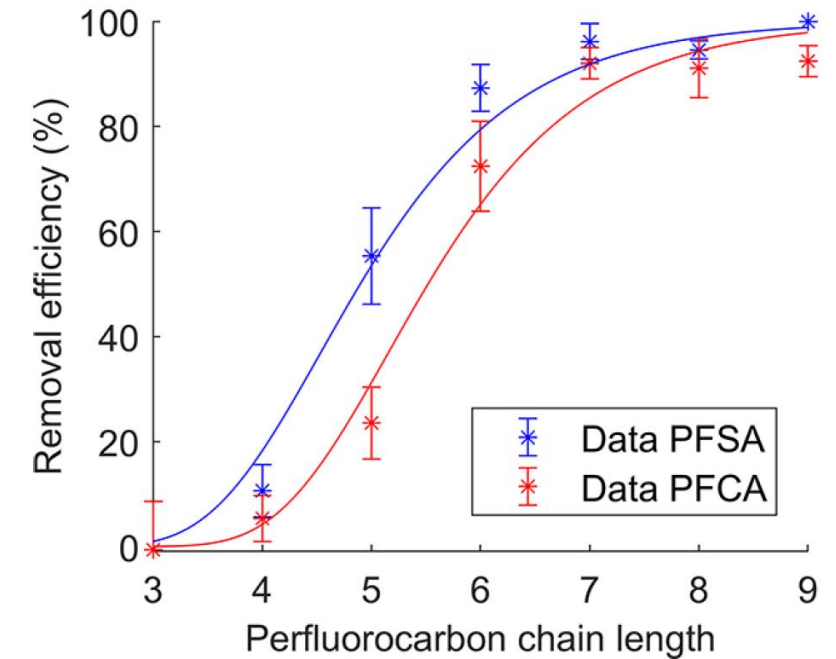 Removal efficiency (%)
100
80
60
40
20
0
3 4 5 6 7 8 9
Perfluorocarbon chain length
Data PFSA
Data PFCA